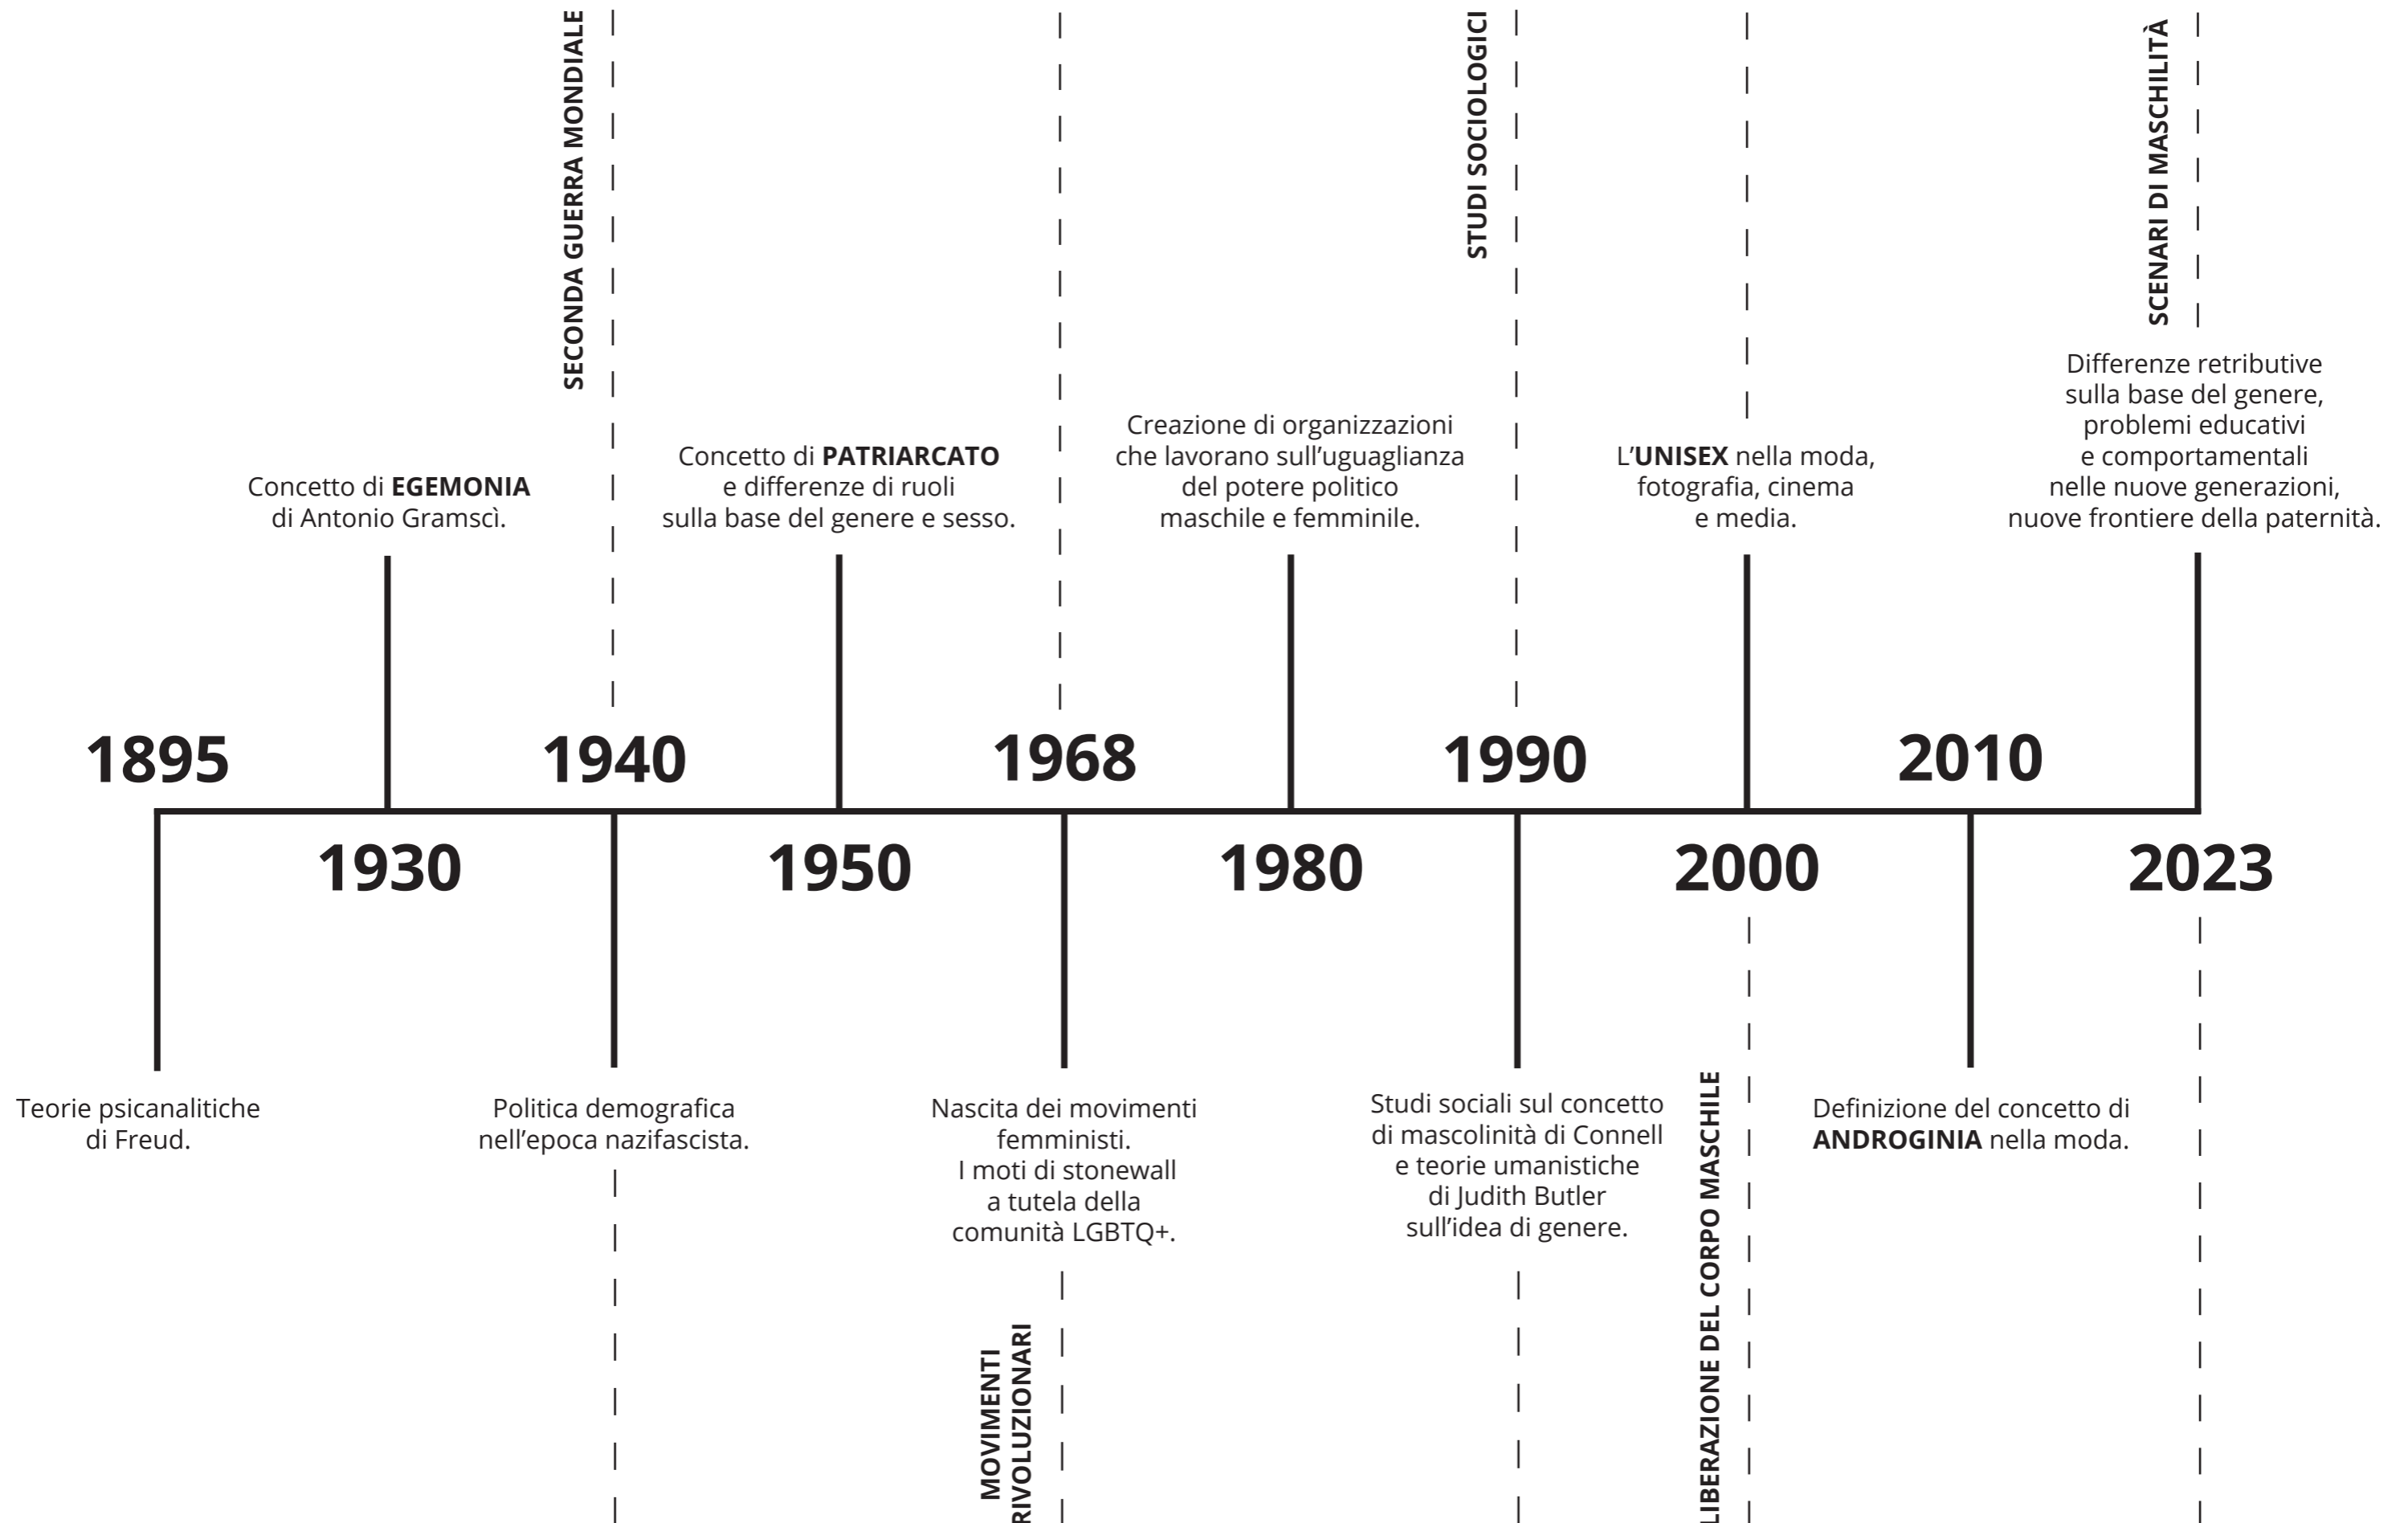 SECONDA GUERRA MONDIALE
STUDI SOCIOLOGICI
SCENARI DI MASCHILITÀ
Concetto di EGEMONIA
di Antonio Gramscì.
Concetto di PATRIARCATO
e differenze di ruoli
sulla base del genere e sesso.
Creazione di organizzazioni
che lavorano sull’uguaglianza
del potere politico
maschile e femminile.
L’UNISEX nella moda,
fotografia, cinema
e media.
Differenze retributive
sulla base del genere,
problemi educativi
e comportamentali
nelle nuove generazioni,
nuove frontiere della paternità.
1895
1940
1968
1990
2010
1930
1950
1980
2000
2023
Teorie psicanalitiche
di Freud.
Politica demografica
nell’epoca nazifascista.
Nascita dei movimenti
femministi.
I moti di stonewall
a tutela della
comunità LGBTQ+.
Studi sociali sul concetto
di mascolinità di Connell
e teorie umanistiche
di Judith Butler
sull’idea di genere.
Definizione del concetto di
ANDROGINIA nella moda.
MOVIMENTI
RIVOLUZIONARI
LIBERAZIONE DEL CORPO MASCHILE